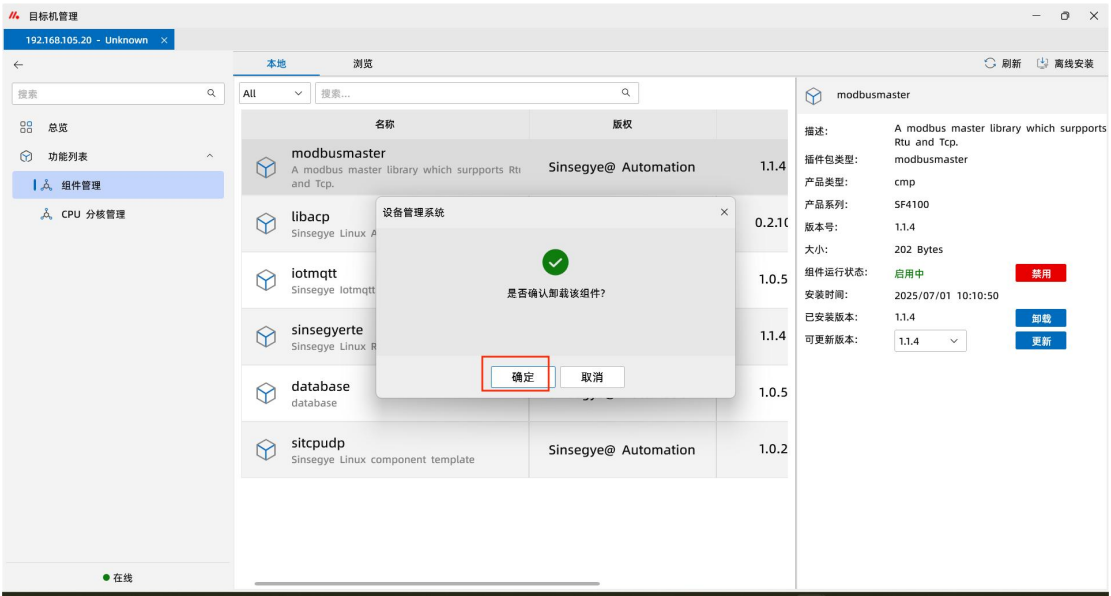 目标机管理
192.168.105.20 - Unknown
本地
浏览
刷新
离线安装
搜索
All
搜索...
modbusmaster
总览
功能列表
组件管理
CPU 分核管理
名称
版权
modbusmaster
A modbus master library which surpports Rtu
and Tcp.
Sinsegye@ Automation
1.1.4
libacp
Sinsegye Linux A
0.2.10
iotmqtt
Sinsegye Iotmqtt
1.0.5
sinsegyerte
Sinsegye Linux R
1.1.4
database
database
1.0.5
sitcpudp
Sinsegye Linux component template
Sinsegye@ Automation
1.0.2
设备管理系统
是否确认卸载该组件?
确定
取消
描述:
A modbus master library which surpports
Rtu and Tcp.
插件包类型:
modbusmaster
产品类型:
cmp
产品系列:
SF4100
版本号:
1.1.4
大小:
202 Bytes
组件运行状态:
启用中
禁用
安装时间:
2025/07/01 10:10:50
已安装版本:
1.1.4
卸载
可更新版本:
1.1.4
更新
在线